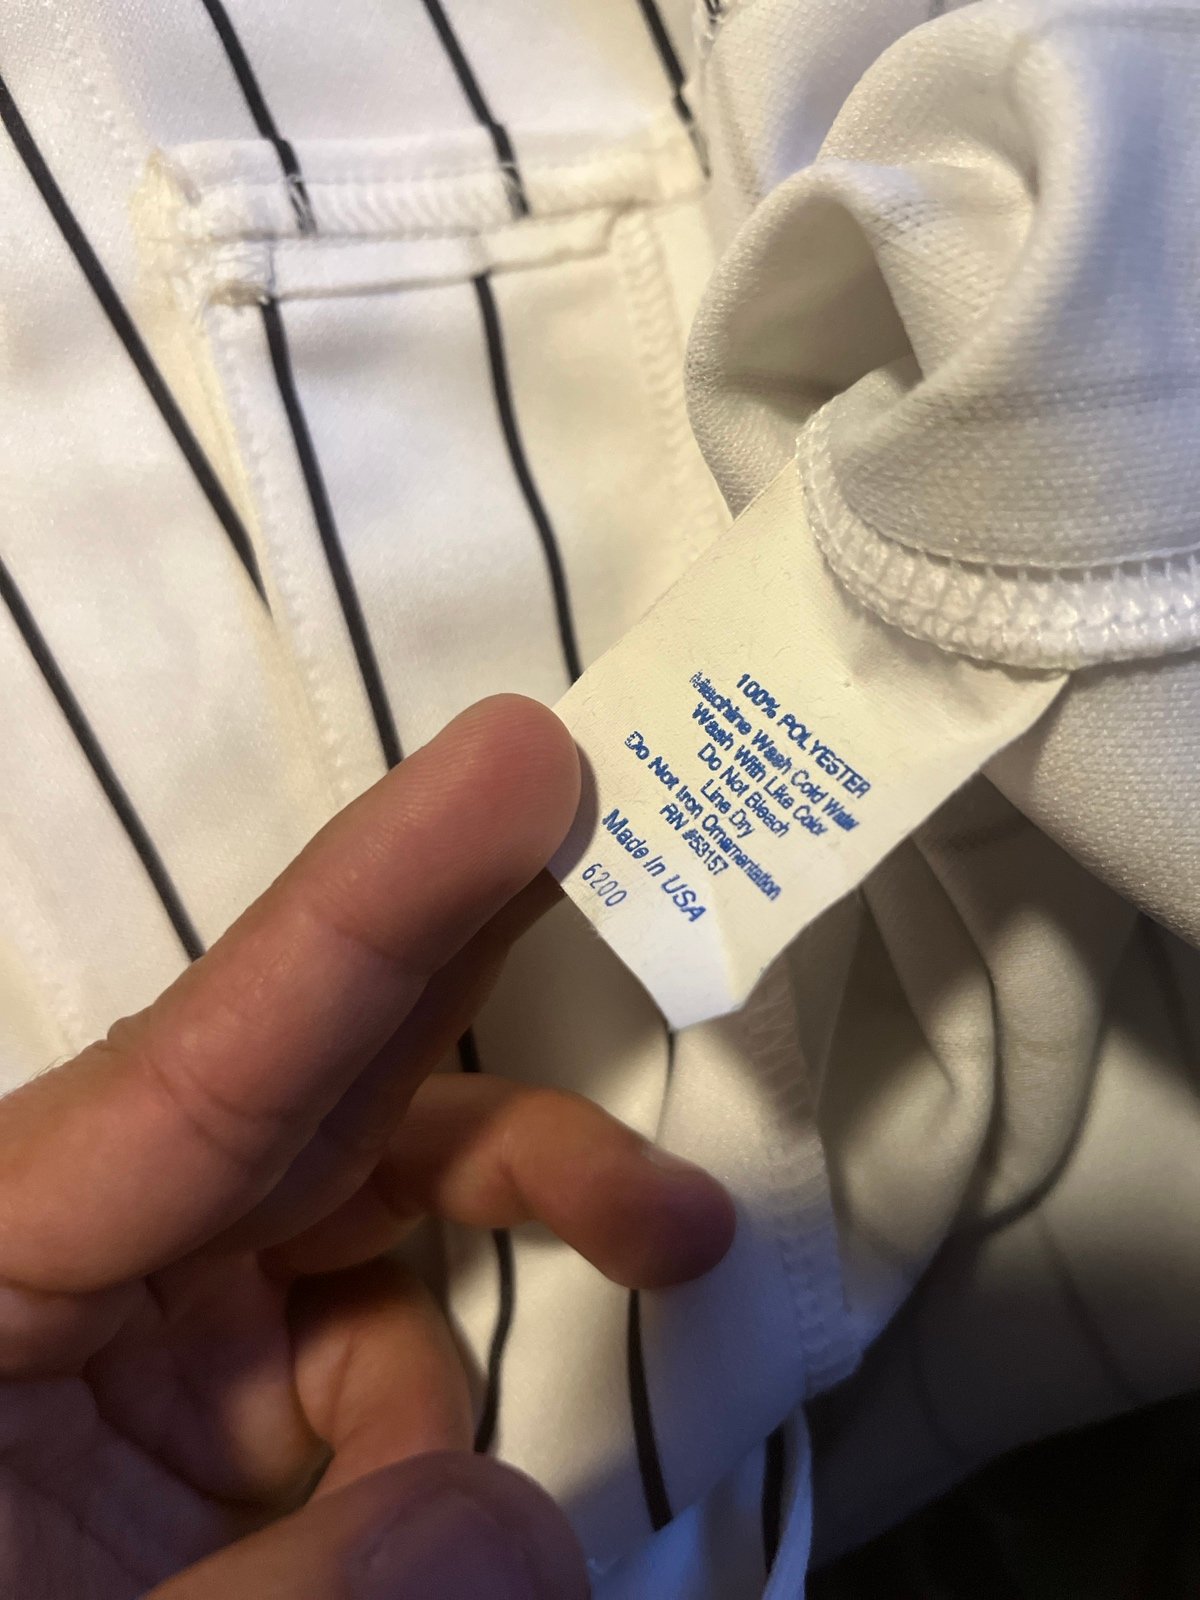 100% POLYESTER
Machine Wash Cold Water
Wash With Like Color
Do Not Bleach
Line Dry
Do Not Iron Ornamentation
RN #53157
Made In USA
6200